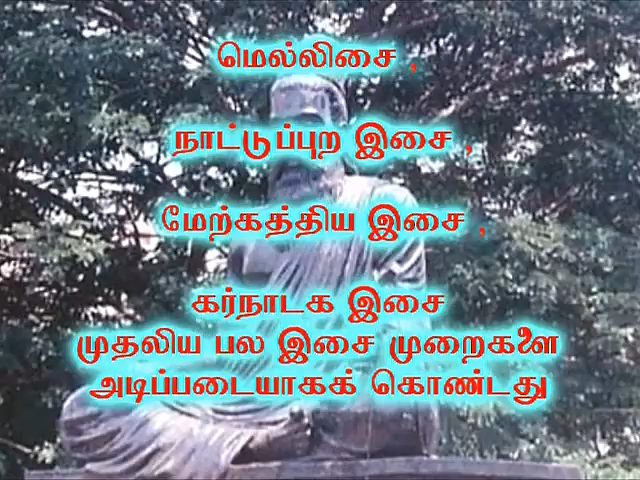 மெல்லிசை ,
நாட்டுப்புற இசை ,
மேற்கத்திய இசை ,
கர்நாடக இசை
முதலிய பல இசை முறைகளை
அடிப்படையாகக் கொண்டது